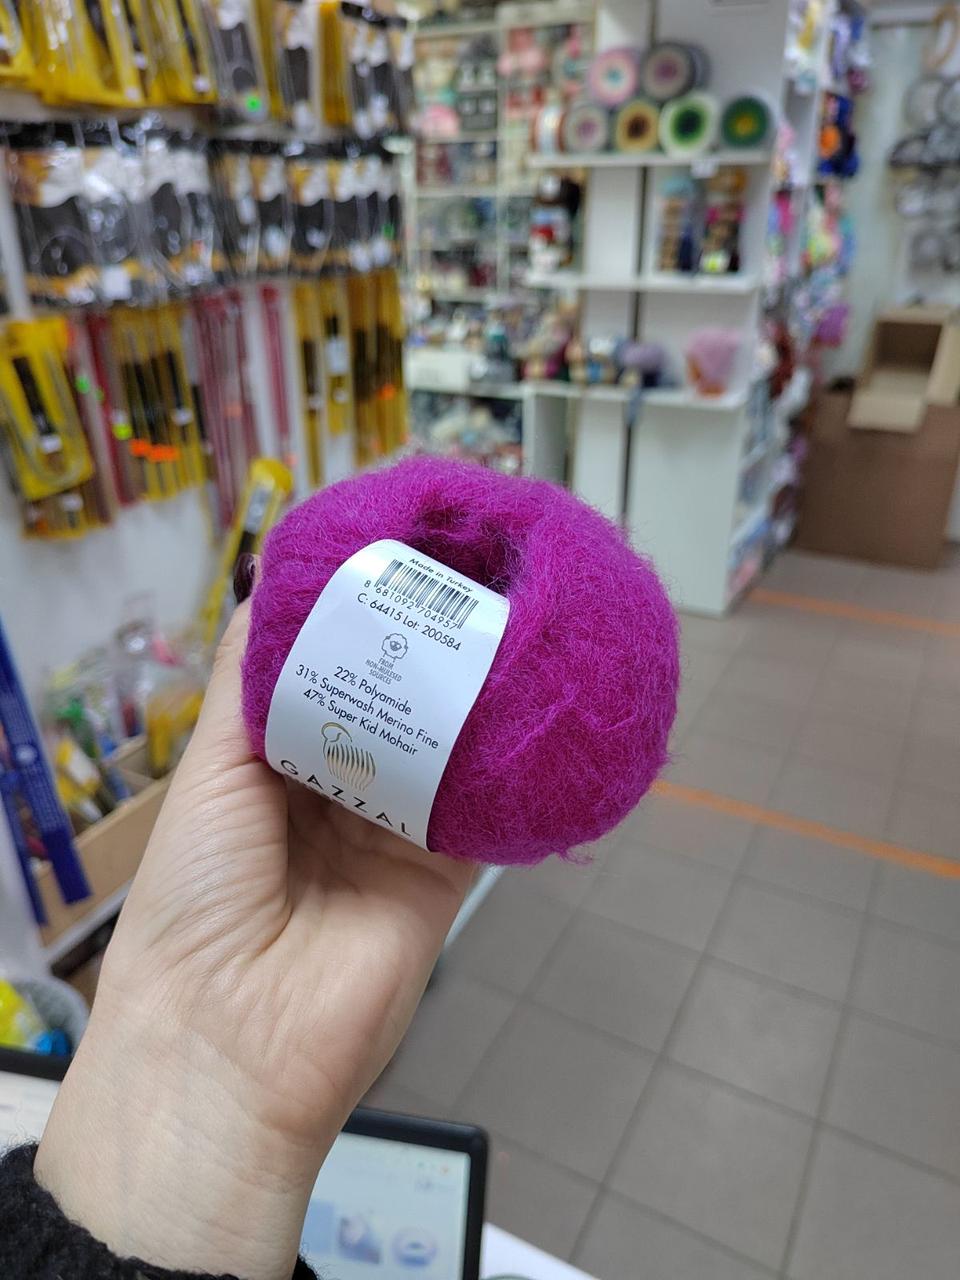 Made in Turkey
8 681092 704957
C: 64415 Lot: 200584
FROM
NON-MULESED
SOURCES
22% Polyamide
31% Superwash Merino Fine
47% Super Kid Mohair
GAZZAL